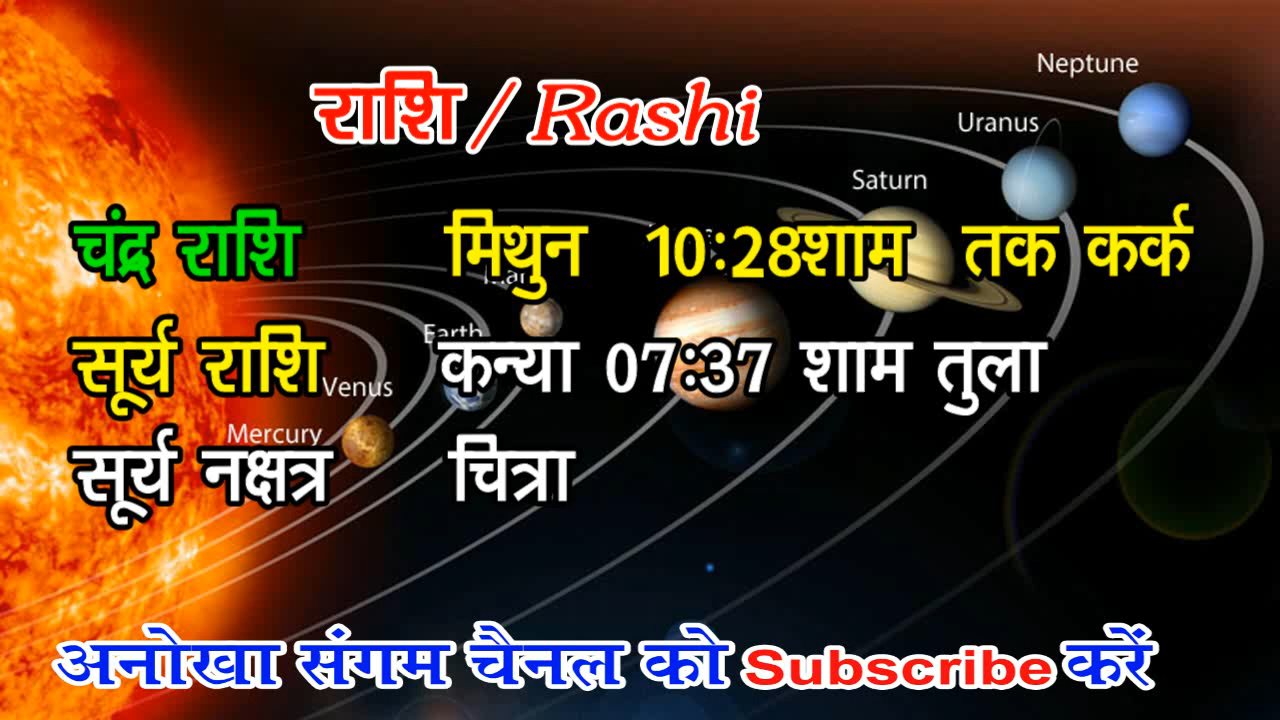 Neptune
राशि / Rashi
Uranus
Saturn
चंद्र राशि मिथुन 10:28शाम तक कर्क
Earth
सूर्य राशि कन्या 07:37 शाम तुला
Venus
Mercury
सूर्य नक्षत्र चित्रा
अनोखा संगम चैनल को Subscribe करें